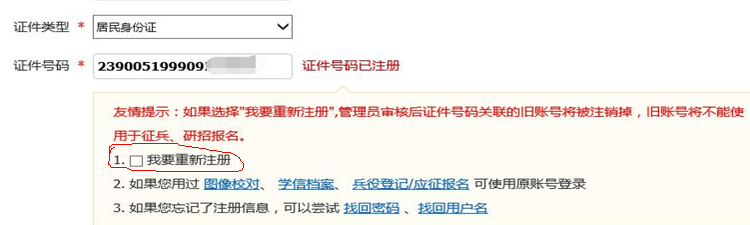 证件类型 * 居民身份证
证件号码 * 2390051999092 证件号码已注册
友情提示：如果选择"我要重新注册",管理员审核后证件号码关联的旧账号将被注销掉，旧账号将不能使
用于征兵、研招报名。
1. 我要重新注册
2. 如果您用过 图像校对、 学信档案、 兵役登记/应征报名 可使用原账号登录
3. 如果您忘记了注册信息，可以尝试 找回密码 、找回用户名